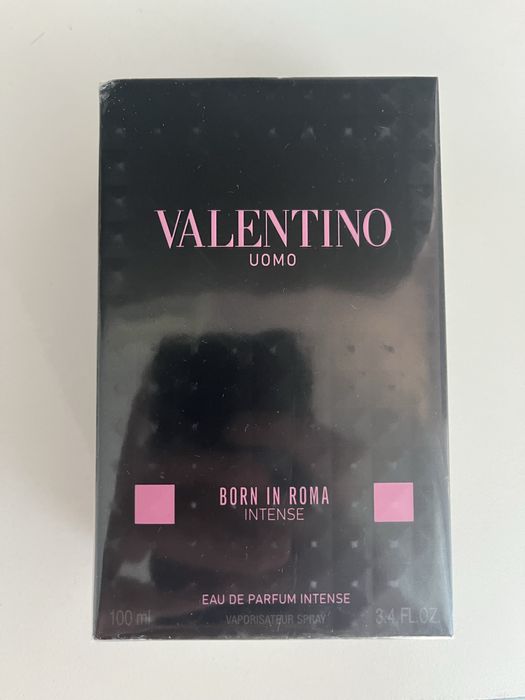 VALENTINO
UOMO
BORN IN ROMA
INTENSE
EAU DE PARFUM INTENSE
100 ml VAPORISATEUR SPRAY 3.4 FL.OZ.